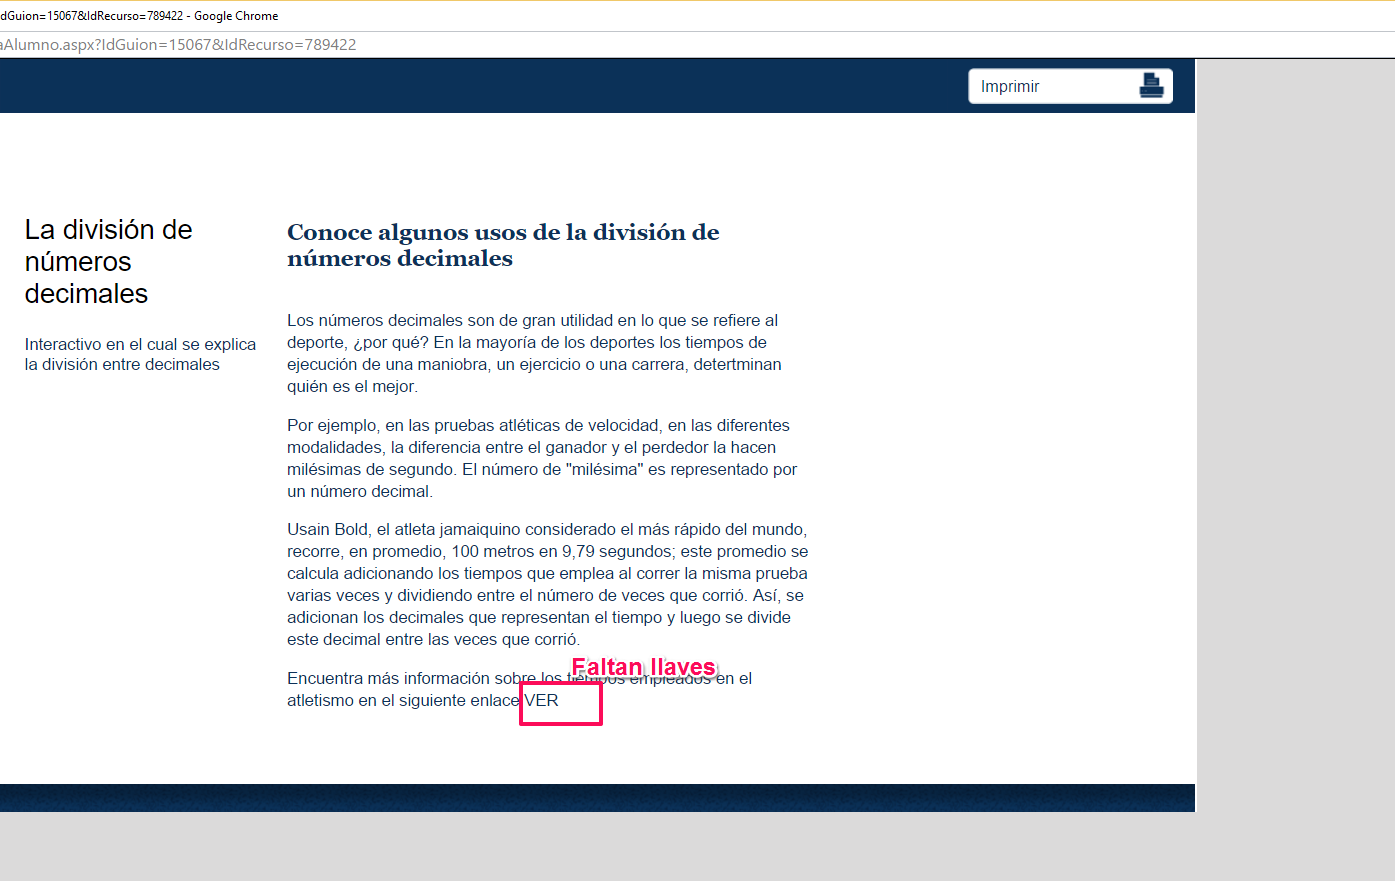 dGuion=15067&IdRecurso=789422 - Google Chrome
aAlumno.aspx?IdGuion=15067&IdRecurso=789422
Imprimir
La división de
números
decimales
Interactivo en el cual se explica
la división entre decimales
Conoce algunos usos de la división de
números decimales
Los números decimales son de gran utilidad en lo que se refiere al
deporte, ¿por qué? En la mayoría de los deportes los tiempos de
ejecución de una maniobra, un ejercicio o una carrera, detertminan
quién es el mejor.
Por ejemplo, en las pruebas atléticas de velocidad, en las diferentes
modalidades, la diferencia entre el ganador y el perdedor la hacen
milésimas de segundo. El número de "milésima" es representado por
un número decimal.
Usain Bold, el atleta jamaiquino considerado el más rápido del mundo,
recorre, en promedio, 100 metros en 9,79 segundos; este promedio se
calcula adicionando los tiempos que emplea al correr la misma prueba
varias veces y dividiendo entre el número de veces que corrió. Así, se
adicionan los decimales que representan el tiempo y luego se divide
este decimal entre las veces que corrió.
Faltan llaves
Encuentra más información sobre los tiempos empleados en el
atletismo en el siguiente enlace VER